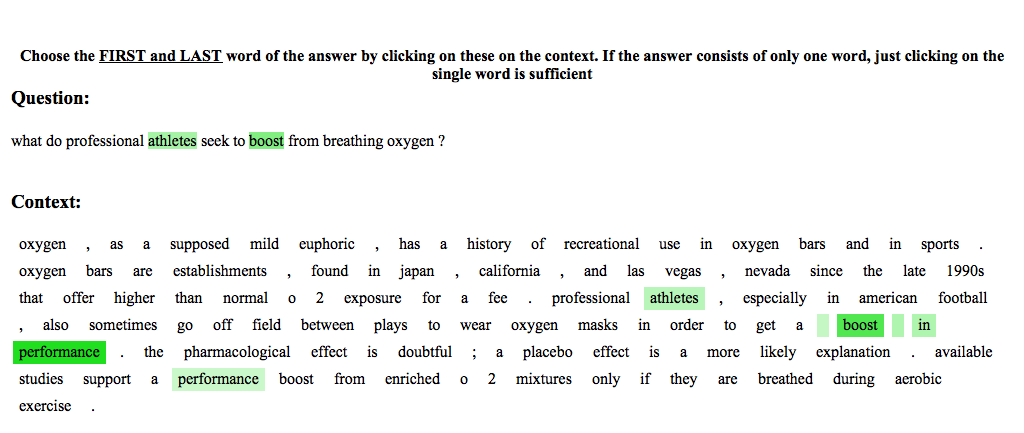 Choose the FIRST and LAST word of the answer by clicking on these on the context. If the answer consists of only one word, just clicking on the
single word is sufficient
Question:
what do professional athletes seek to boost from breathing oxygen ?
Context:
oxygen , as a supposed mild euphoric , has a history of recreational use in oxygen bars and in sports .
oxygen bars are establishments , found in japan , california , and las vegas , nevada since the late 1990s
that offer higher than normal o 2 exposure for a fee . professional athletes , especially in american football
, also sometimes go off field between plays to wear oxygen masks in order to get a boost in
performance . the pharmacological effect is doubtful ; a placebo effect is a more likely explanation . available
studies support a performance boost from enriched o 2 mixtures only if they are breathed during aerobic
exercise .